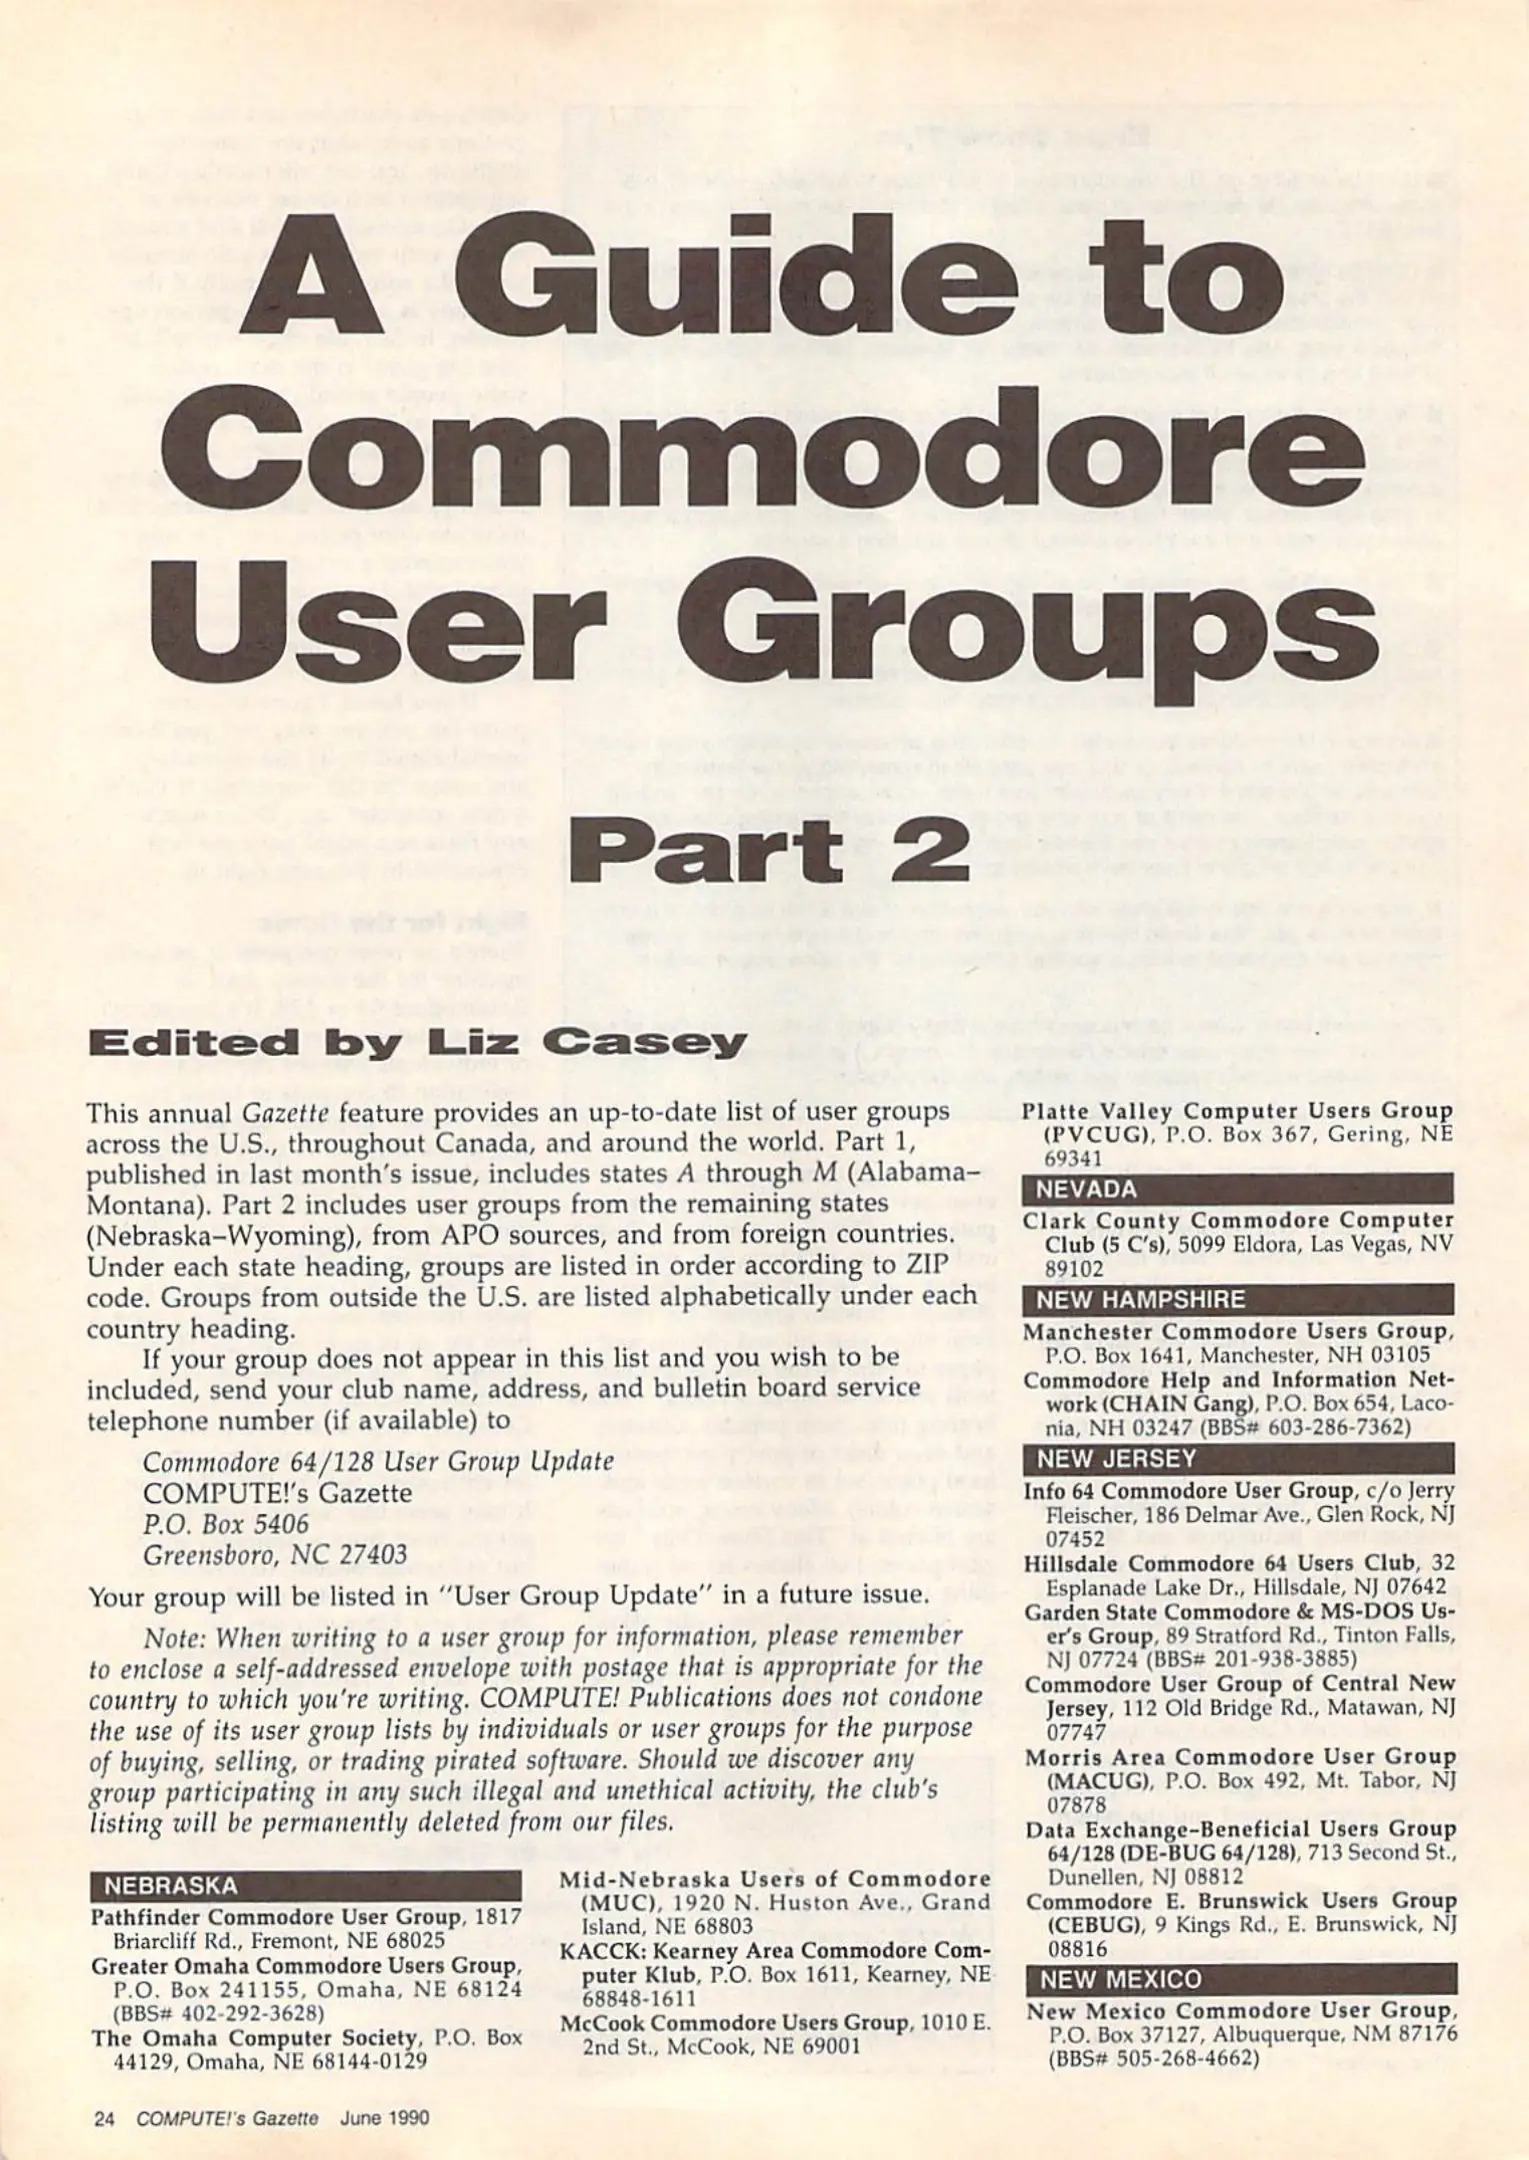 A Guide to
Commodore
User Groups
Part 2
Edited by Liz Casey
This annual Gazette feature provides an up-to-date list of user groups
across the U.S., throughout Canada, and around the world. Part 1,
published in last month's issue, includes states A through M (Alabama–
Montana). Part 2 includes user groups from the remaining states
(Nebraska–Wyoming), from APO sources, and from foreign countries.
Under each state heading, groups are listed in order according to ZIP
code. Groups from outside the U.S. are listed alphabetically under each
country heading.
If your group does not appear in this list and you wish to be
included, send your club name, address, and bulletin board service
telephone number (if available) to
Commodore 64/128 User Group Update
COMPUTE!'s Gazette
P.O. Box 5406
Greensboro, NC 27403
Your group will be listed in "User Group Update" in a future issue.
Note: When writing to a user group for information, please remember
to enclose a self-addressed envelope with postage that is appropriate for the
country to which you're writing. COMPUTE! Publications does not condone
the use of its user group lists by individuals or user groups for the purpose
of buying, selling, or trading pirated software. Should we discover any
group participating in any such illegal and unethical activity, the club's
listing will be permanently deleted from our files.
NEBRASKA
Pathfinder Commodore User Group, 1817
Briarcliff Rd., Fremont, NE 68025
Greater Omaha Commodore Users Group,
P.O. Box 241155, Omaha, NE 68124
(BBS# 402-292-3628)
The Omaha Computer Society, P.O. Box
44129, Omaha, NE 68144-0129
Mid-Nebraska Users of Commodore
(MUC), 1920 N. Huston Ave., Grand
Island, NE 68803
KACCK: Kearney Area Commodore Com-
puter Klub, P.O. Box 1611, Kearney, NE
68848-1611
McCook Commodore Users Group, 1010 E.
2nd St., McCook, NE 69001
Platte Valley Computer Users Group
(PVCUG), P.O. Box 367, Gering, NE
69341
NEVADA
Clark County Commodore Computer
Club (5 C's), 5099 Eldora, Las Vegas, NV
89102
NEW HAMPSHIRE
Manchester Commodore Users Group,
P.O. Box 1641, Manchester, NH 03105
Commodore Help and Information Net-
work (CHAIN Gang), P.O. Box 654, Laco-
nia, NH 03247 (BBS# 603-286-7362)
NEW JERSEY
Info 64 Commodore User Group, c/o Jerry
Fleischer, 186 Delmar Ave., Glen Rock, NJ
07452
Hillsdale Commodore 64 Users Club, 32
Esplanade Lake Dr., Hillsdale, NJ 07642
Garden State Commodore & MS-DOS Us-
er's Group, 89 Stratford Rd., Tinton Falls,
NJ 07724 (BBS# 201-938-3885)
Commodore User Group of Central New
Jersey, 112 Old Bridge Rd., Matawan, NJ
07747
Morris Area Commodore User Group
(MACUG), P.O. Box 492, Mt. Tabor, NJ
07878
Data Exchange–Beneficial Users Group
64/128 (DE-BUG 64/128), 713 Second St.,
Dunellen, NJ 08812
Commodore E. Brunswick Users Group
(CEBUG), 9 Kings Rd., E. Brunswick, NJ
08816
NEW MEXICO
New Mexico Commodore User Group,
P.O. Box 37127, Albuquerque, NM 87176
(BBS# 505-268-4662)
24 COMPUTE!'s Gazette June 1990